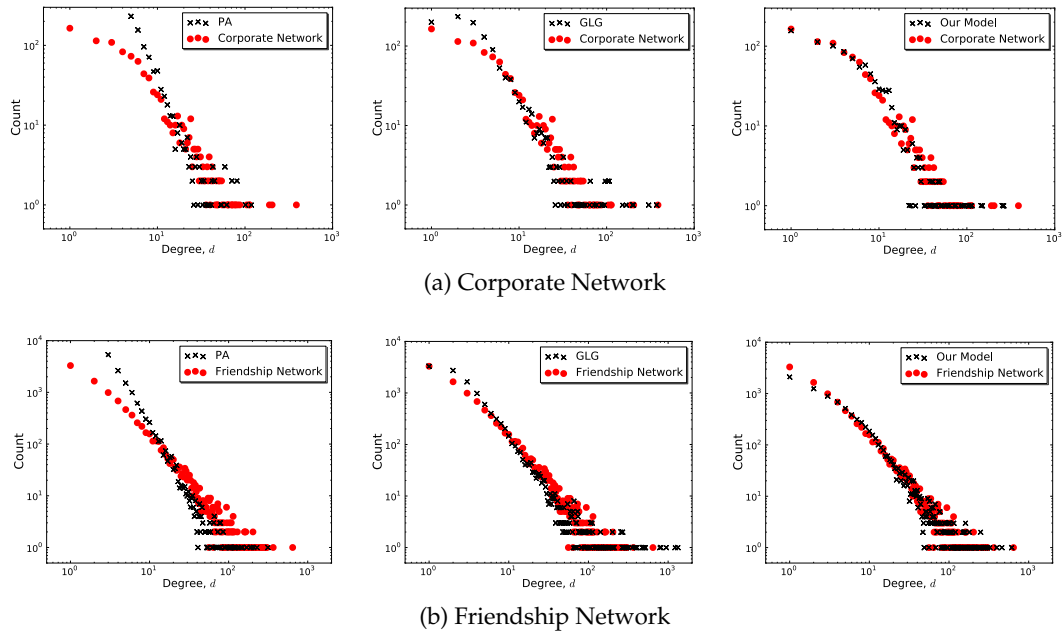 PA
Corporate Network
GLG
Corporate Network
Our Model
Corporate Network
Count
10²
10¹
10⁰
10⁰ 10¹ 10² 10³
Degree, d
Count
10²
10¹
10⁰
10⁰ 10¹ 10² 10³
Degree, d
Count
10²
10¹
10⁰
10⁰ 10¹ 10² 10³
Degree, d
(a) Corporate Network
PA
Friendship Network
GLG
Friendship Network
Our Model
Friendship Network
Count
10⁴
10³
10²
10¹
10⁰
10⁰ 10¹ 10² 10³
Degree, d
Count
10⁴
10³
10²
10¹
10⁰
10⁰ 10¹ 10² 10³
Degree, d
Count
10⁴
10³
10²
10¹
10⁰
10⁰ 10¹ 10² 10³
Degree, d
(b) Friendship Network